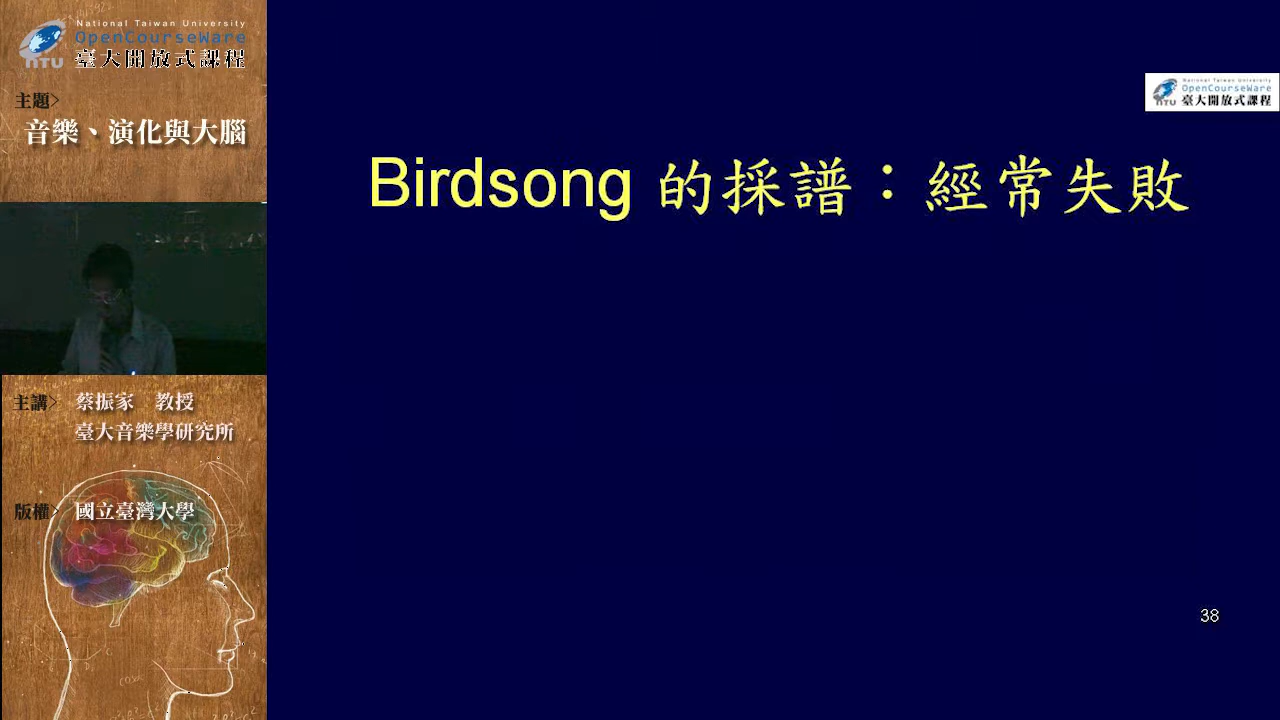 National Taiwan University
OpenCourseWare
NTU 臺大開放式課程
主題>
音樂、演化與大腦
主講> 蔡振家 教授
臺大音樂學研究所
版權> 國立臺灣大學
National Taiwan University
OpenCourseWare
NTU 臺大開放式課程
Birdsong 的採譜：經常失敗
38